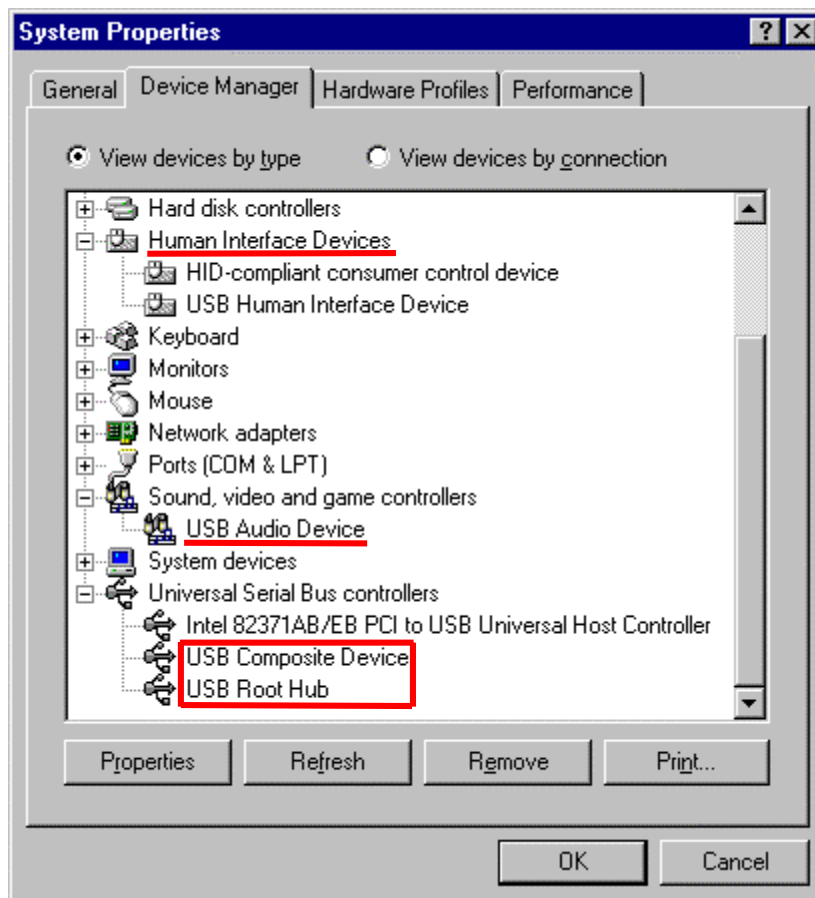 System Properties
General Device Manager Hardware Profiles Performance
View devices by type View devices by connection
Hard disk controllers
Human Interface Devices
HID-compliant consumer control device
USB Human Interface Device
Keyboard
Monitors
Mouse
Network adapters
Ports (COM & LPT)
Sound, video and game controllers
USB Audio Device
System devices
Universal Serial Bus controllers
Intel 82371AB/EB PCI to USB Universal Host Controller
USB Composite Device
USB Root Hub
Properties Refresh Remove Print...
OK Cancel